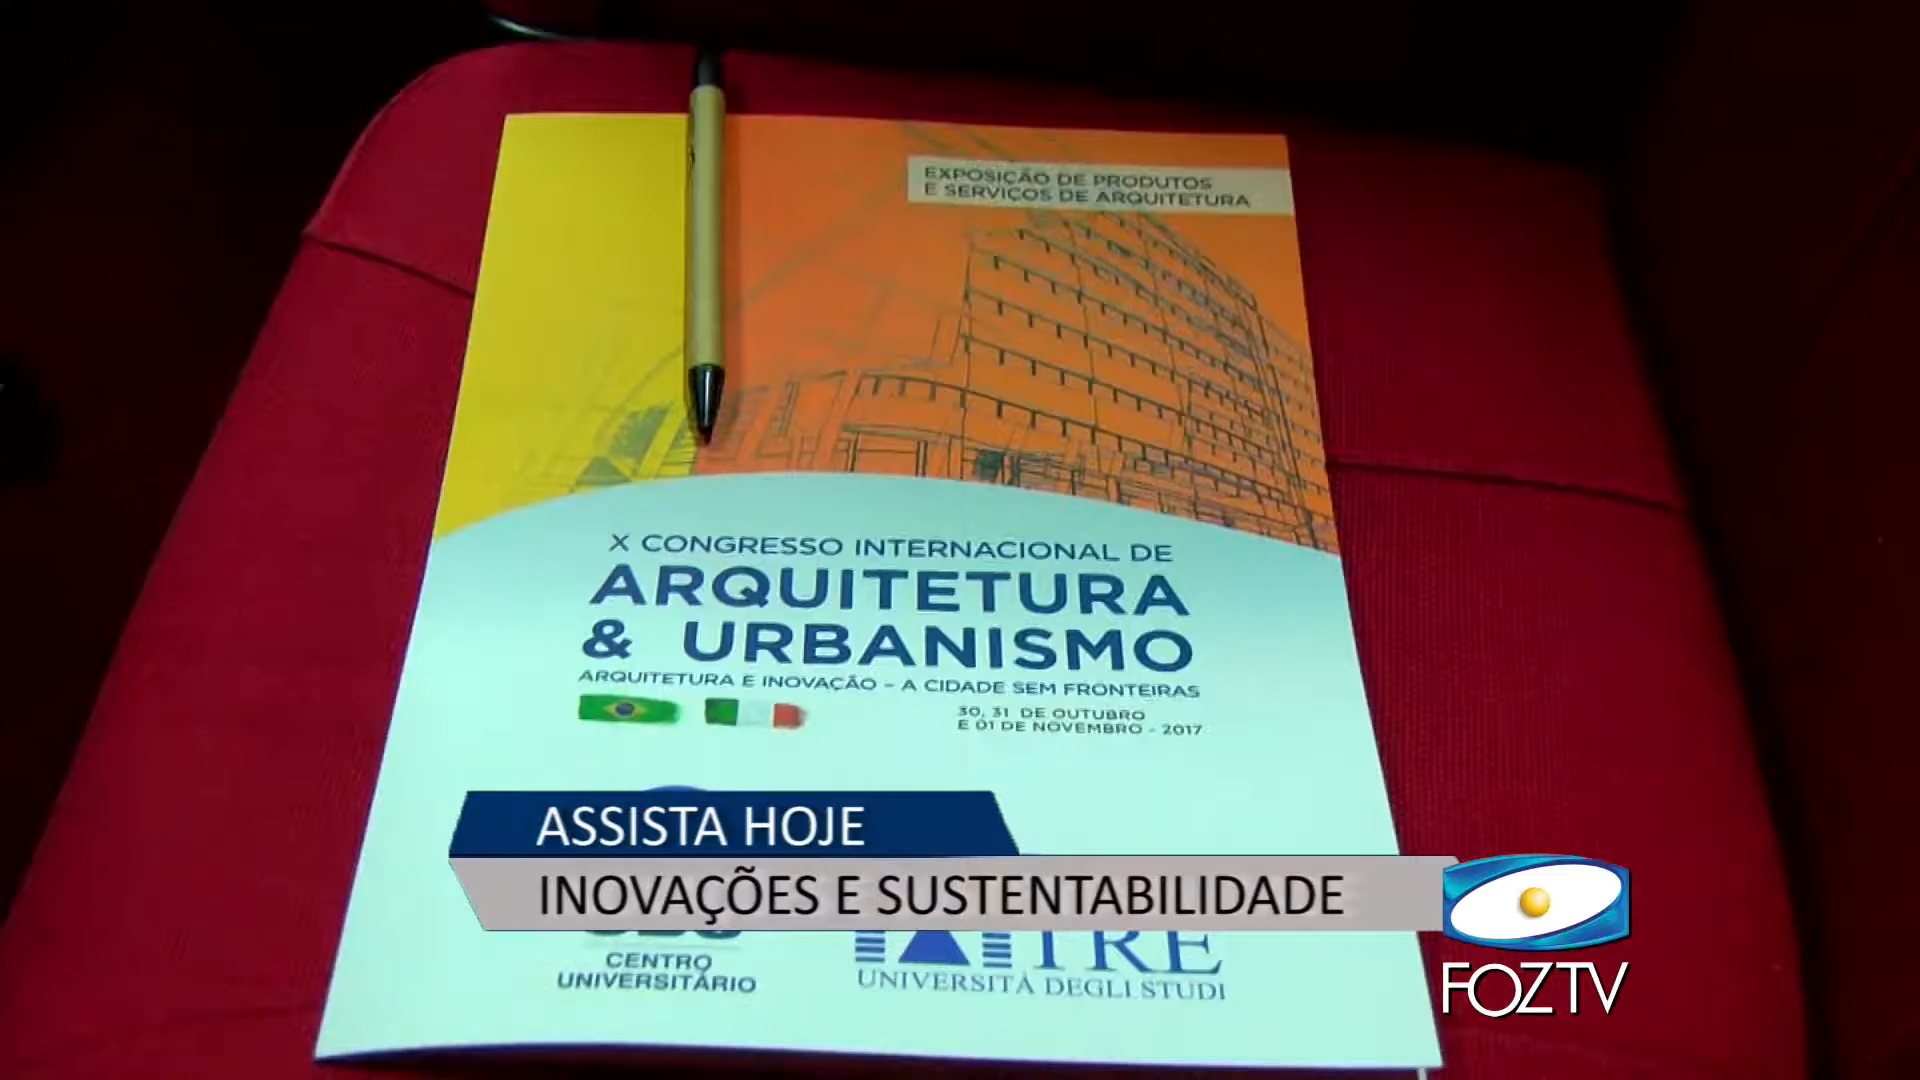 EXPOSIÇÃO DE PRODUTOS
E SERVIÇOS DE ARQUITETURA
X CONGRESSO INTERNACIONAL DE
ARQUITETURA
& URBANISMO
ARQUITETURA E INOVAÇÃO – A CIDADE SEM FRONTEIRAS
30, 31 DE OUTUBRO
E 01 DE NOVEMBRO - 2017
ASSISTA HOJE
INOVAÇÕES E SUSTENTABILIDADE
CENTRO
UNIVERSITÁRIO
TRE
UNIVERSITÀ DEGLI STUDI
FOZTV